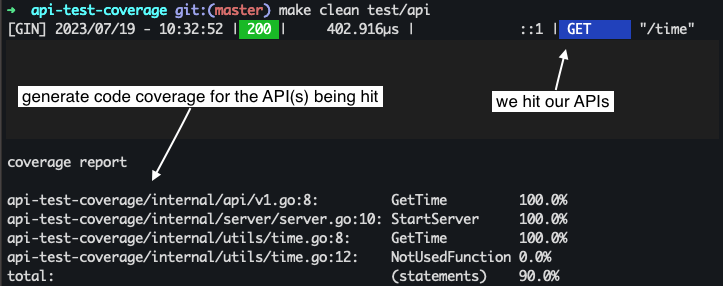 ➜ api-test-coverage git:(master) make clean test/api
[GIN] 2023/07/19 - 10:32:52 | 200 | 402.916µs | ::1 | GET "/time"
generate code coverage for the API(s) being hit
we hit our APIs
coverage report
api-test-coverage/internal/api/v1.go:8: GetTime 100.0%
api-test-coverage/internal/server/server.go:10: StartServer 100.0%
api-test-coverage/internal/utils/time.go:8: GetTime 100.0%
api-test-coverage/internal/utils/time.go:12: NotUsedFunction 0.0%
total: (statements) 90.0%